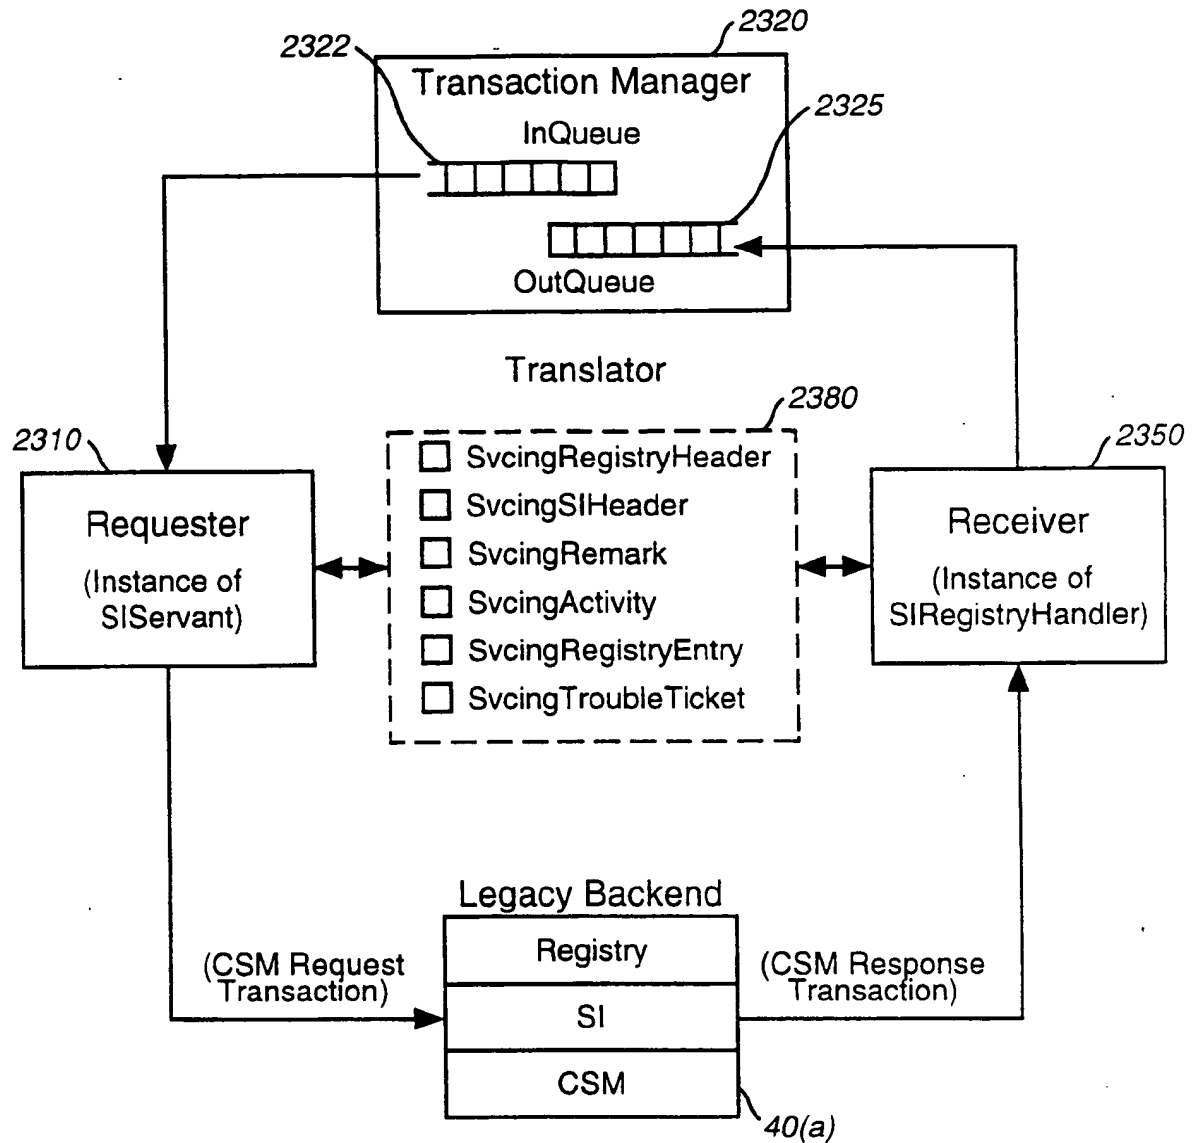 2320
2322
Transaction Manager
2325
InQueue
OutQueue
Translator
2380
2310
2350
SvcingRegistryHeader
SvcingSIHeader
SvcingRemark
SvcingActivity
SvcingRegistryEntry
SvcingTroubleTicket
Requester
(Instance of
SIServant)
Receiver
(Instance of
SIRegistryHandler)
Legacy Backend
Registry
SI
CSM
(CSM Request
Transaction)
(CSM Response
Transaction)
40(a)